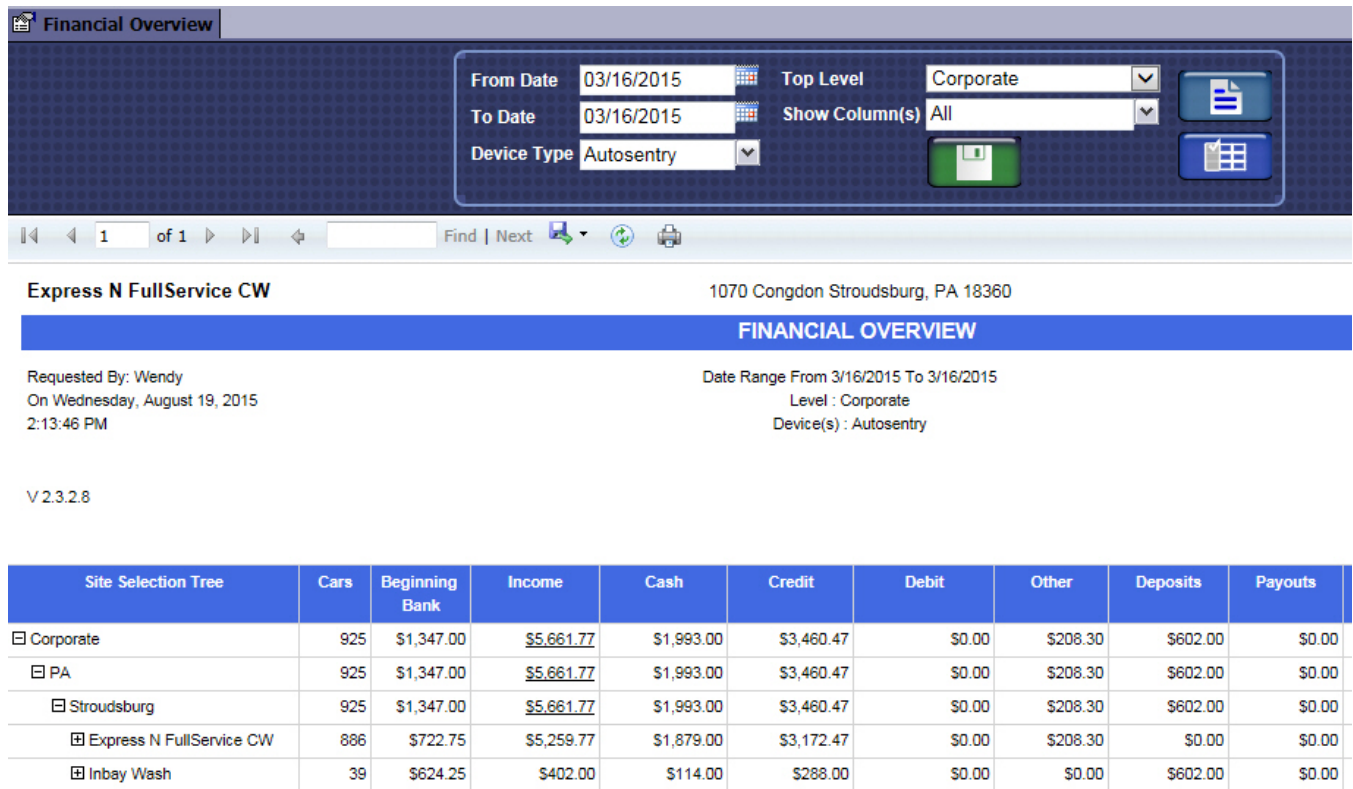 Financial Overview
From Date 03/16/2015 Top Level Corporate
To Date 03/16/2015 Show Column(s) All
Device Type Autosentry
1 of 1 Find | Next
Express N FullService CW 1070 Congdon Stroudsburg, PA 18360
FINANCIAL OVERVIEW
Requested By: Wendy Date Range From 3/16/2015 To 3/16/2015
On Wednesday, August 19, 2015 Level : Corporate
2:13:46 PM Device(s) : Autosentry
V 2.3.2.8
Site Selection Tree Cars Beginning Bank Income Cash Credit Debit Other Deposits Payouts
Corporate 925 $1,347.00 $5,661.77 $1,993.00 $3,460.47 $0.00 $208.30 $602.00 $0.00
PA 925 $1,347.00 $5,661.77 $1,993.00 $3,460.47 $0.00 $208.30 $602.00 $0.00
Stroudsburg 925 $1,347.00 $5,661.77 $1,993.00 $3,460.47 $0.00 $208.30 $602.00 $0.00
Express N FullService CW 886 $722.75 $5,259.77 $1,879.00 $3,172.47 $0.00 $208.30 $0.00 $0.00
Inbay Wash 39 $624.25 $402.00 $114.00 $288.00 $0.00 $0.00 $602.00 $0.00